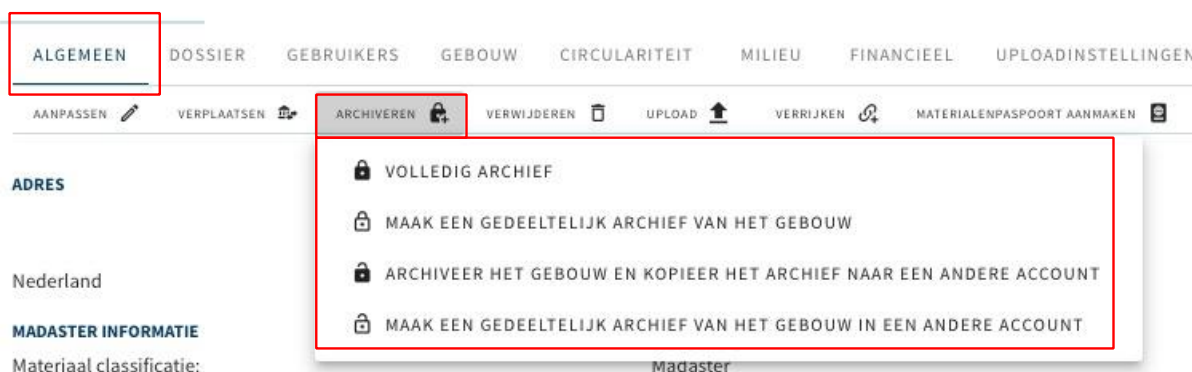 ALGEMEEN DOSSIER GEBRUIKERS GEBOUW CIRCULARITEIT MILIEU FINANCIEEL UPLOADINSTELLINGEN
AANPASSEN VERPLAATSEN ARCHIVEREN VERWIJDEREN UPLOAD VERRIJKEN MATERIALENPASPOORT AANMAKEN
VOLLEDIG ARCHIEF
ADRES
MAAK EEN GEDEELTELIJK ARCHIEF VAN HET GEBOUW
ARCHIVEER HET GEBOUW EN KOPIEER HET ARCHIEF NAAR EEN ANDERE ACCOUNT
Nederland
MAAK EEN GEDEELTELIJK ARCHIEF VAN HET GEBOUW IN EEN ANDERE ACCOUNT
MADASTER INFORMATIE
Materiaal classificatie: Madaster